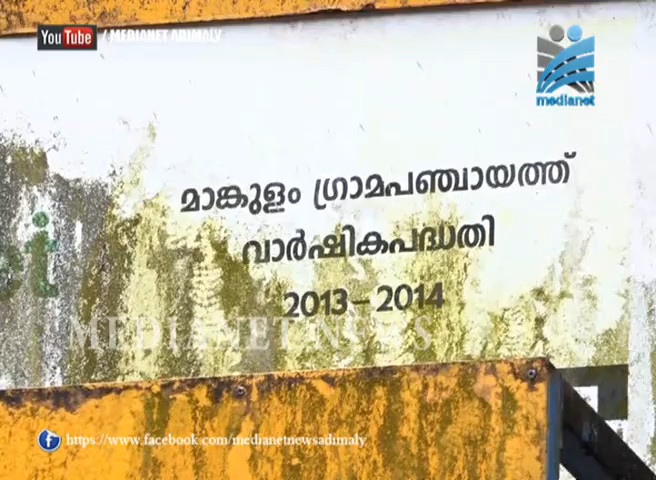 YouTube / MEDIANET ADIMALY
medianet
മാങ്കുളം ഗ്രാമപഞ്ചായത്ത്
വാർഷികപദ്ധതി
2013-2014
MEDIANET NEWS
https://www.facebook.com/medianetnewsadimaly